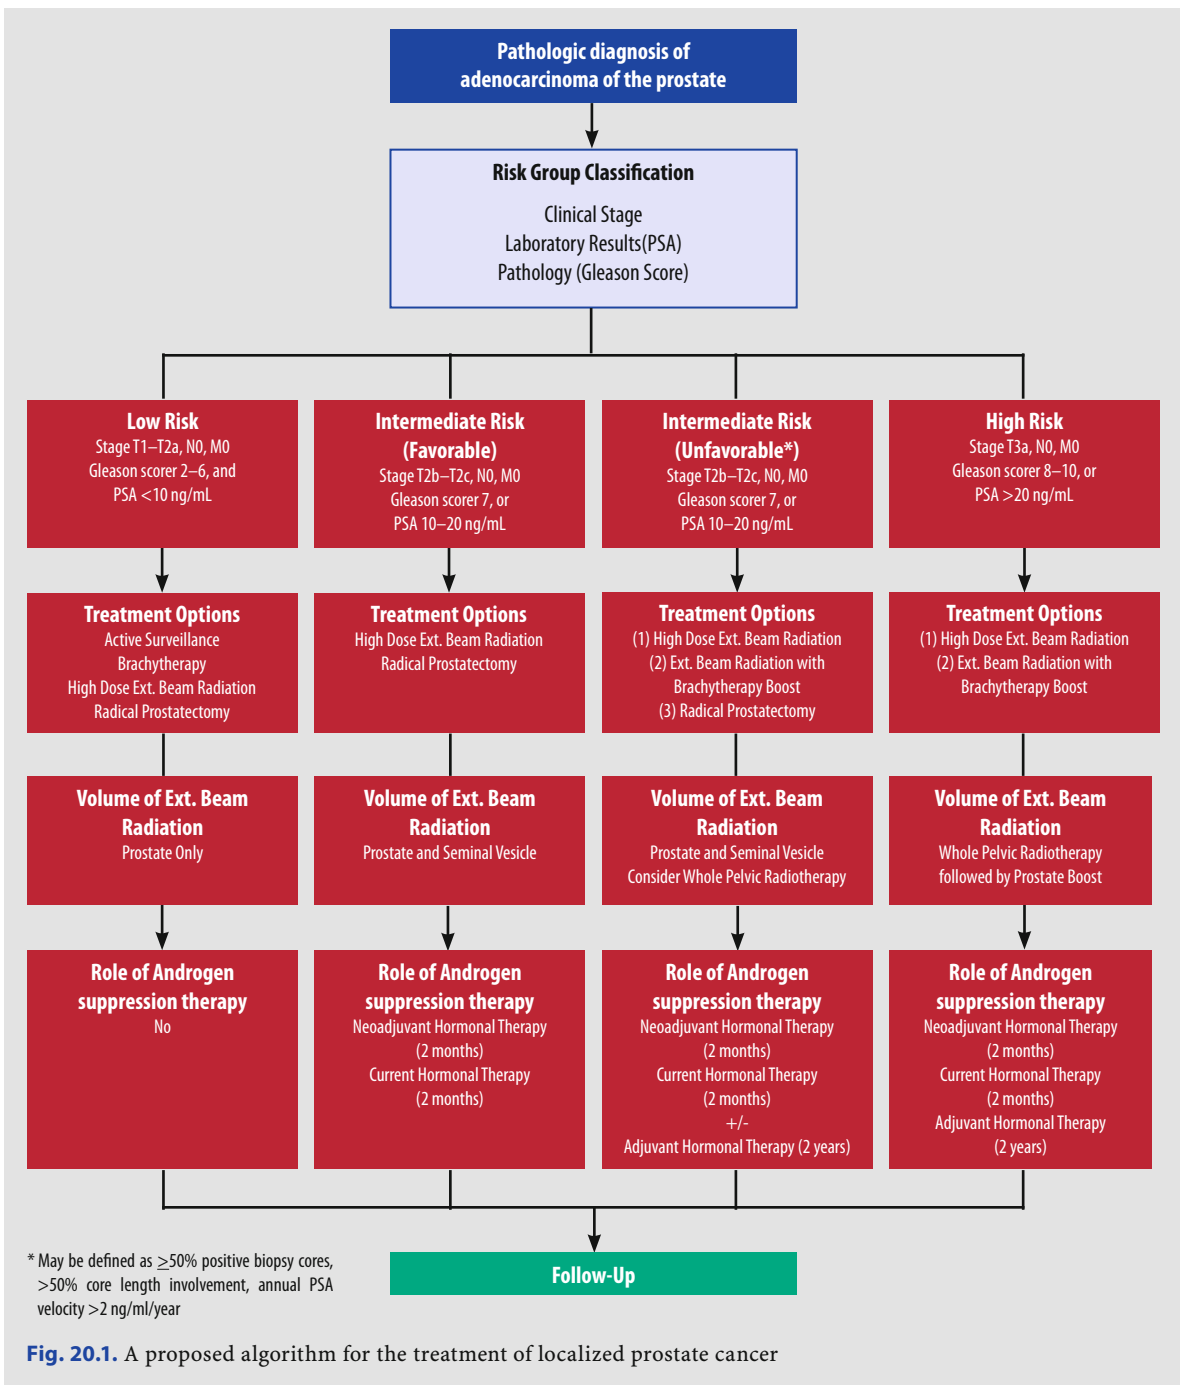 Pathologic diagnosis of
adenocarcinoma of the prostate
Risk Group Classification
Clinical Stage
Laboratory Results(PSA)
Pathology (Gleason Score)
Low Risk
Stage T1–T2a, N0, M0
Gleason scorer 2–6, and
PSA <10 ng/mL
Intermediate Risk
(Favorable)
Stage T2b–T2c, N0, M0
Gleason scorer 7, or
PSA 10–20 ng/mL
Intermediate Risk
(Unfavorable*)
Stage T2b–T2c, N0, M0
Gleason scorer 7, or
PSA 10–20 ng/mL
High Risk
Stage T3a, N0, M0
Gleason scorer 8–10, or
PSA >20 ng/mL
Treatment Options
Active Surveillance
Brachytherapy
High Dose Ext. Beam Radiation
Radical Prostatectomy
Treatment Options
High Dose Ext. Beam Radiation
Radical Prostatectomy
Treatment Options
(1) High Dose Ext. Beam Radiation
(2) Ext. Beam Radiation with
Brachytherapy Boost
(3) Radical Prostatectomy
Treatment Options
(1) High Dose Ext. Beam Radiation
(2) Ext. Beam Radiation with
Brachytherapy Boost
Volume of Ext. Beam
Radiation
Prostate Only
Volume of Ext. Beam
Radiation
Prostate and Seminal Vesicle
Volume of Ext. Beam
Radiation
Prostate and Seminal Vesicle
Consider Whole Pelvic Radiotherapy
Volume of Ext. Beam
Radiation
Whole Pelvic Radiotherapy
followed by Prostate Boost
Role of Androgen
suppression therapy
No
Role of Androgen
suppression therapy
Neoadjuvant Hormonal Therapy
(2 months)
Current Hormonal Therapy
(2 months)
Role of Androgen
suppression therapy
Neoadjuvant Hormonal Therapy
(2 months)
Current Hormonal Therapy
(2 months)
+/-
Adjuvant Hormonal Therapy (2 years)
Role of Androgen
suppression therapy
Neoadjuvant Hormonal Therapy
(2 months)
Current Hormonal Therapy
(2 months)
Adjuvant Hormonal Therapy
(2 years)
Follow-Up
* May be defined as ≥50% positive biopsy cores,
>50% core length involvement, annual PSA
velocity >2 ng/ml/year
Fig. 20.1. A proposed algorithm for the treatment of localized prostate cancer